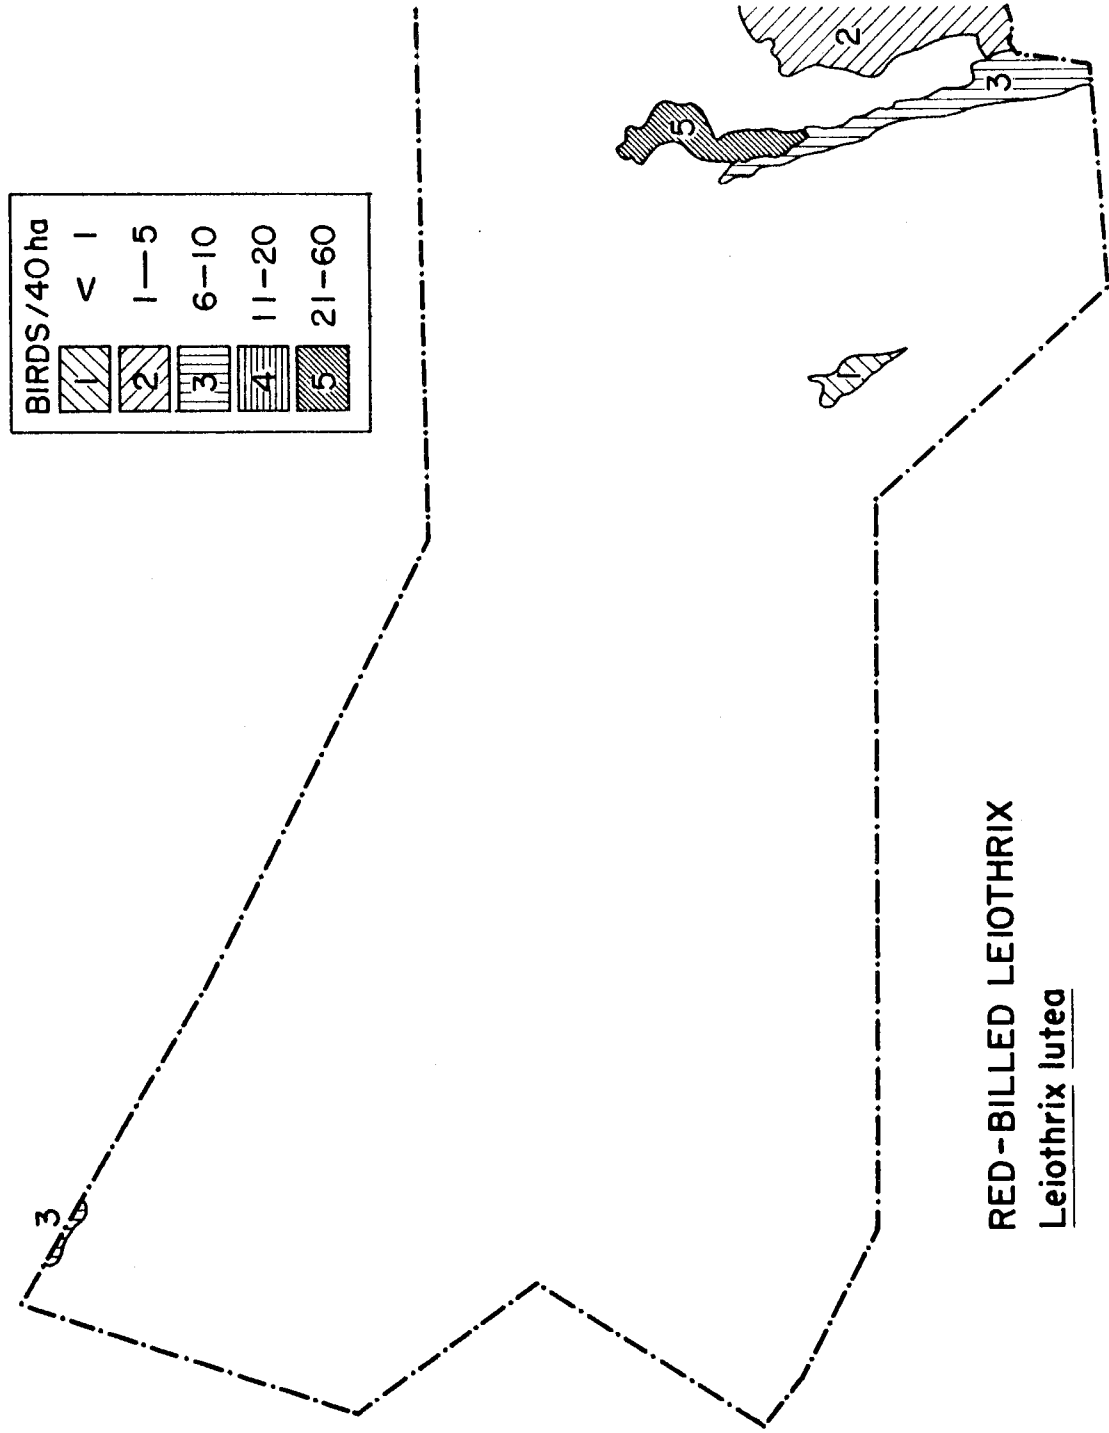 BIRDS/40 ha
1 < 1
2 1—5
3 6—10
4 11-20
5 21-60
2
3
5
1
3
RED-BILLED LEIOTHRIX
Leiothrix lutea